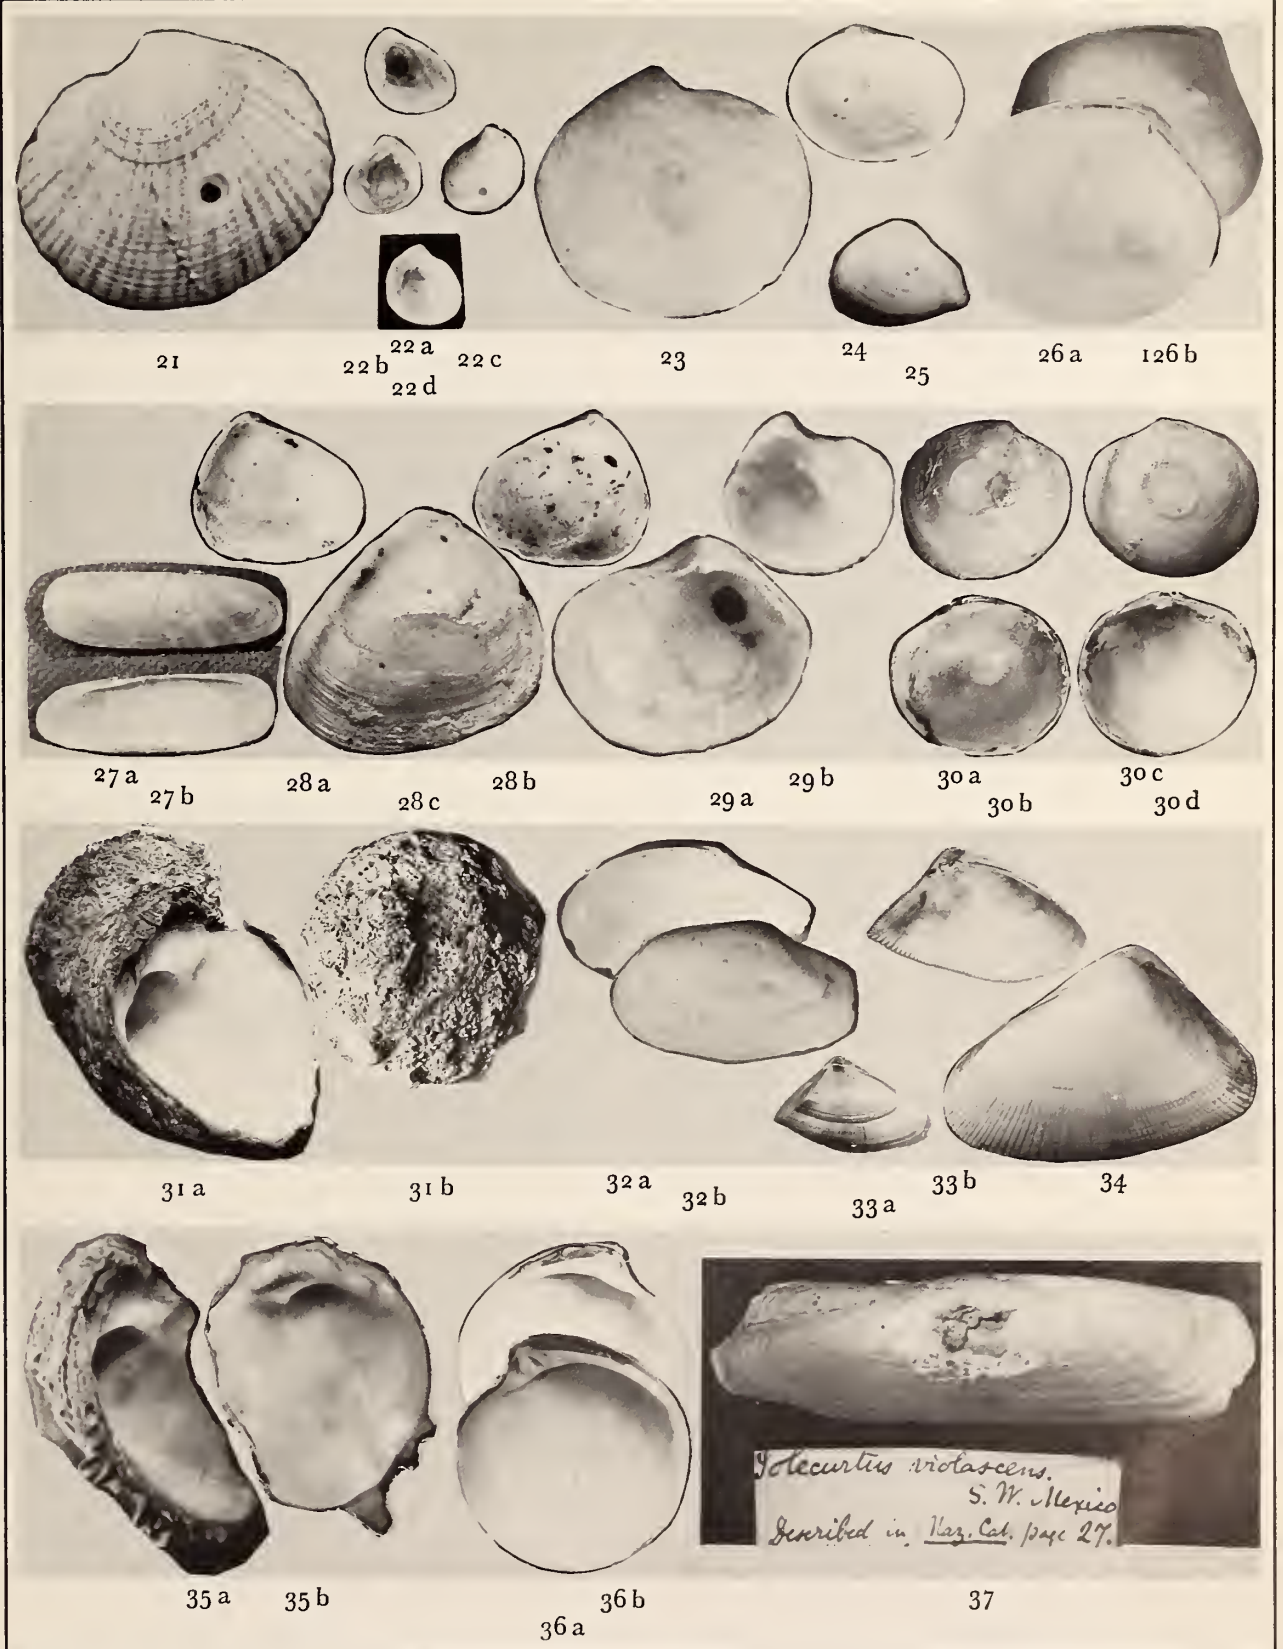 21
22 b
22 a
22 c
22 d
23
24
25
26 a
126 b
27 a
27 b
28 a
28 c
28 b
29 a
29 b
30 a
30 b
30 c
30 d
31 a
31 b
32 a
32 b
33 a
33 b
34
Solecurtus violascens.
S. W. Mexico
Described in Maz. Cat. page 27.
35 a
35 b
36 a
36 b
37